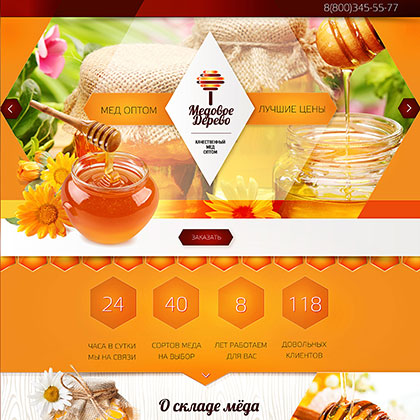 8(800)345-55-77
МЕД ОПТОМ
Медовое
Дерево
ЛУЧШИЕ ЦЕНЫ
КАЧЕСТВЕННЫЙ
МЕД
ОПТОМ
ЗАКАЗАТЬ
24
40
8
118
ЧАСА В СУТКИ
МЫ НА СВЯЗИ
СОРТОВ МЕДА
НА ВЫБОР
ЛЕТ РАБОТАЕМ
ДЛЯ ВАС
ДОВОЛЬНЫХ
КЛИЕНТОВ
О складе мёда